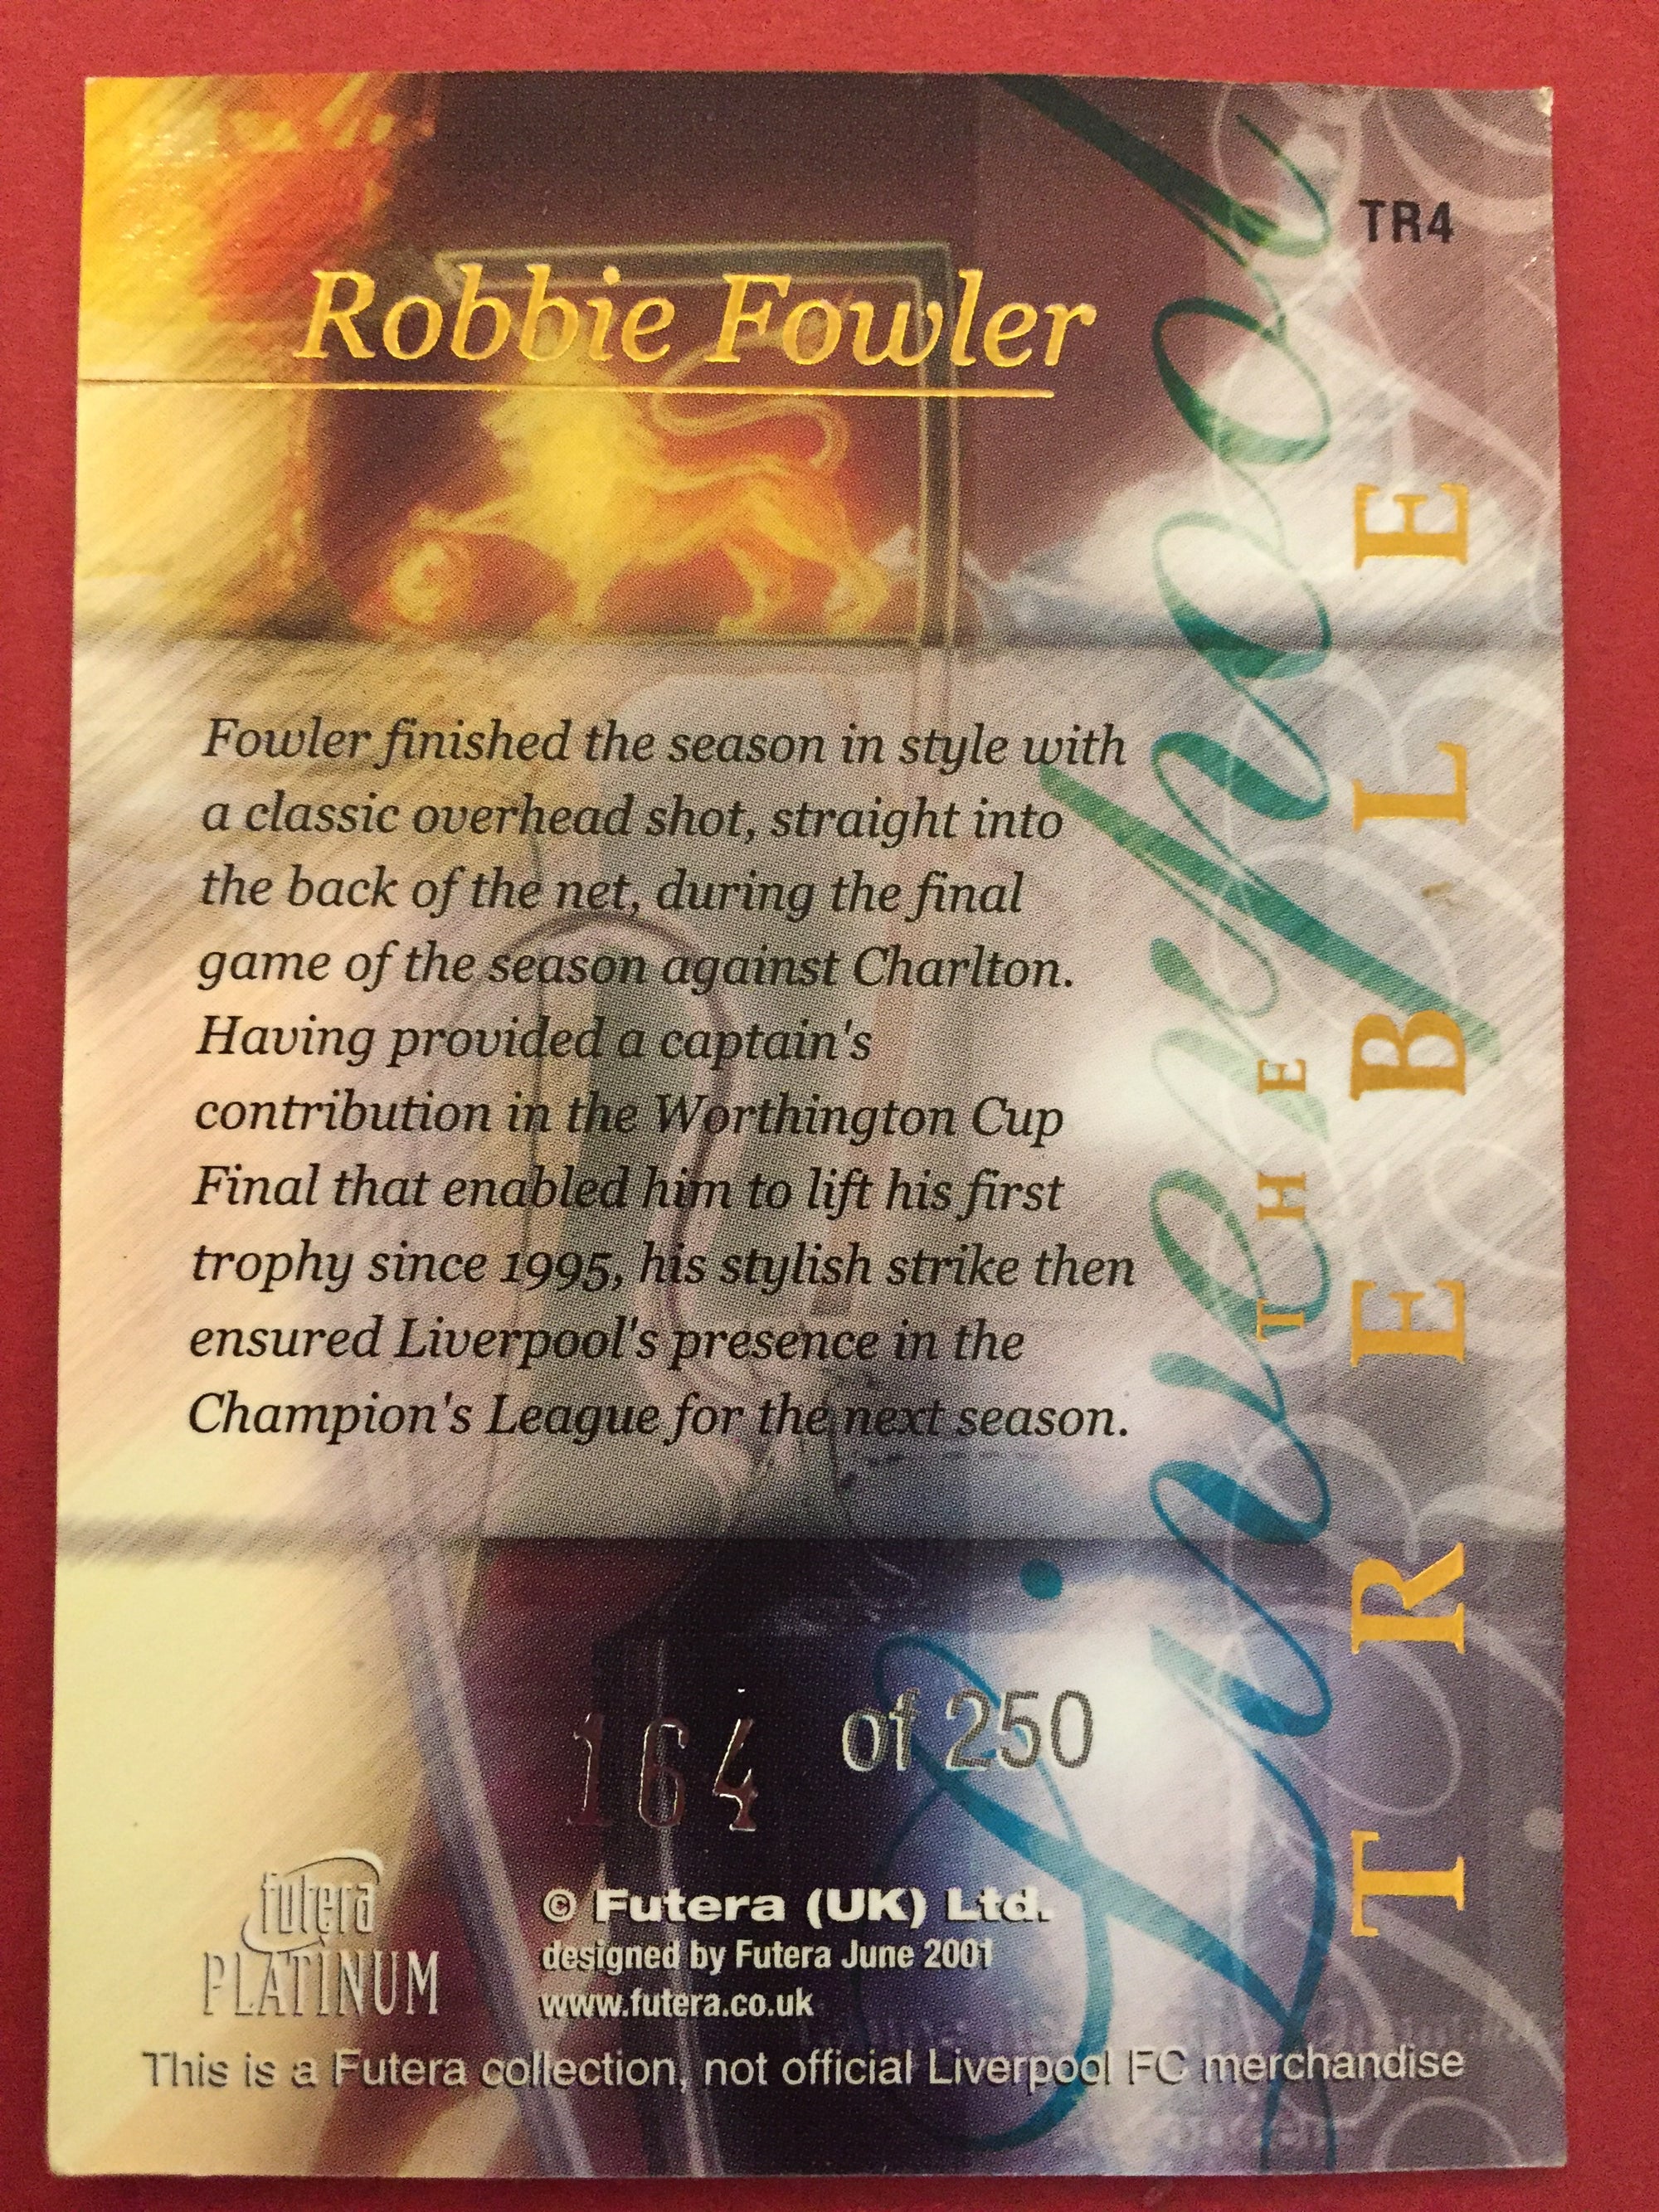 TR4
Robbie Fowler
Fowler finished the season in style with
a classic overhead shot, straight into
the back of the net, during the final
game of the season against Charlton.
Having provided a captain's
contribution in the Worthington Cup
Final that enabled him to lift his first
trophy since 1995, his stylish strike then
ensured Liverpool's presence in the
Champion's League for the next season.
Liverpool
THE
TREBLE
164 of 250
futera
PLATINUM
© Futera (UK) Ltd.
designed by Futera June 2001
www.futera.co.uk
This is a Futera collection, not official Liverpool FC merchandise